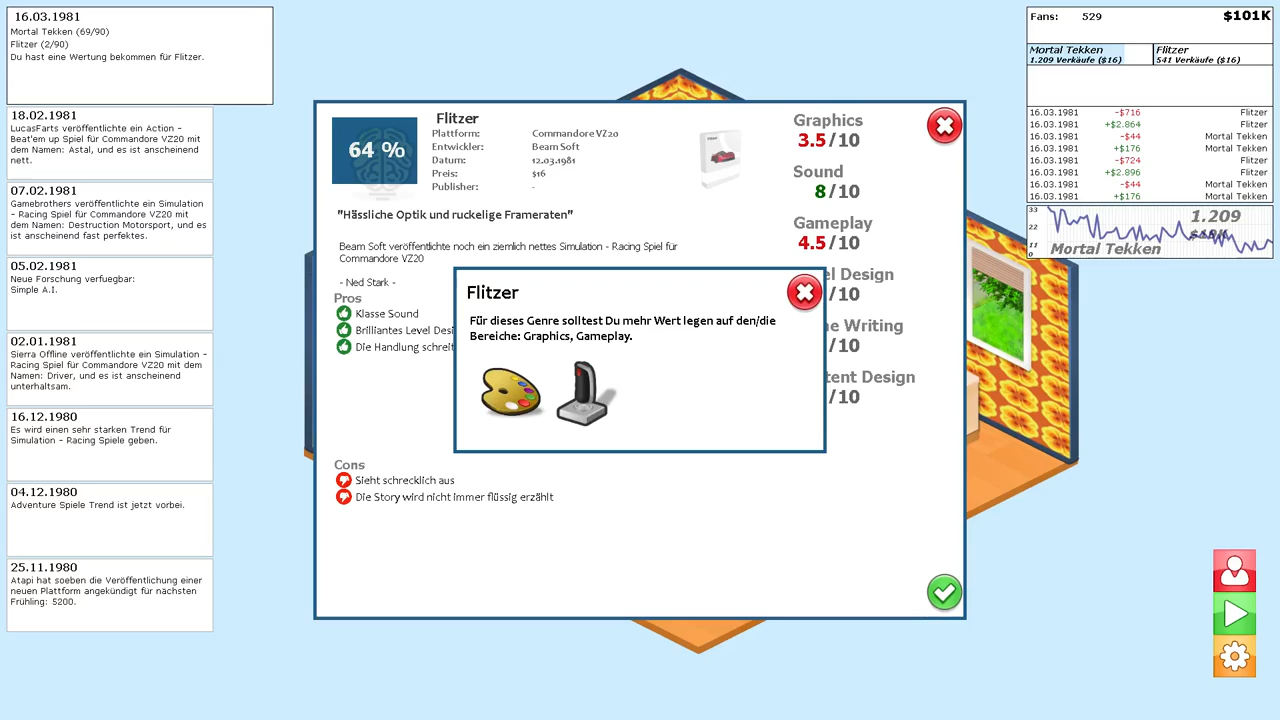 16.03.1981
Mortal Tekken (69/90)
Flitzer (2/90)
Du hast eine Wertung bekommen für Flitzer.
18.02.1981
LucasFarts veröffentlichte ein Action -
Beat'em up Spiel für Commandore VZ20 mit
dem Namen: Astal, und es ist anscheinend
nett.
07.02.1981
Gamebrothers veröffentlichte ein Simulation
- Racing Spiel für Commandore VZ20 mit
dem Namen: Destruction Motorsport, und es
ist anscheinend fast perfektes.
05.02.1981
Neue Forschung verfuegbar:
Simple A.I.
02.01.1981
Sierra Offline veröffentlichte ein Simulation -
Racing Spiel für Commandore VZ20 mit dem
Namen: Driver, und es ist anscheinend
unterhaltsam.
16.12.1980
Es wird einen sehr starken Trend für
Simulation - Racing Spiele geben.
04.12.1980
Adventure Spiele Trend ist jetzt vorbei.
25.11.1980
Atapi hat soeben die Veröffentlichung einer
neuen Plattform angekündigt für nächsten
Frühling: 5200.
64 %
Flitzer
Plattform: Commandore VZ20
Entwickler: Beam Soft
Datum: 12.03.1981
Preis: $16
Publisher: -
"Hässliche Optik und ruckelige Frameraten"
Beam Soft veröffentlichte noch ein ziemlich nettes Simulation - Racing Spiel für
Commandore VZ20
- Ned Stark -
Pros
Klasse Sound
Brilliantes Level Desi
Die Handlung schreit
Cons
Sieht schrecklich aus
Die Story wird nicht immer flüssig erzählt
Graphics
3.5/10
Sound
8/10
Gameplay
4.5/10
el Design
/10
e Writing
/10
tent Design
/10
Flitzer
Für dieses Genre solltest Du mehr Wert legen auf den/die
Bereiche: Graphics, Gameplay.
Fans: 529 $101K
Mortal Tekken
1.209 Verkäufe ($16)
Flitzer
541 Verkäufe ($16)
16.03.1981 -$716 Flitzer
16.03.1981 +$2.864 Flitzer
16.03.1981 -$44 Mortal Tekken
16.03.1981 +$176 Mortal Tekken
16.03.1981 -$724 Flitzer
16.03.1981 +$2.896 Flitzer
16.03.1981 -$44 Mortal Tekken
16.03.1981 +$176 Mortal Tekken
33
22
11
0
1.209
Mortal Tekken